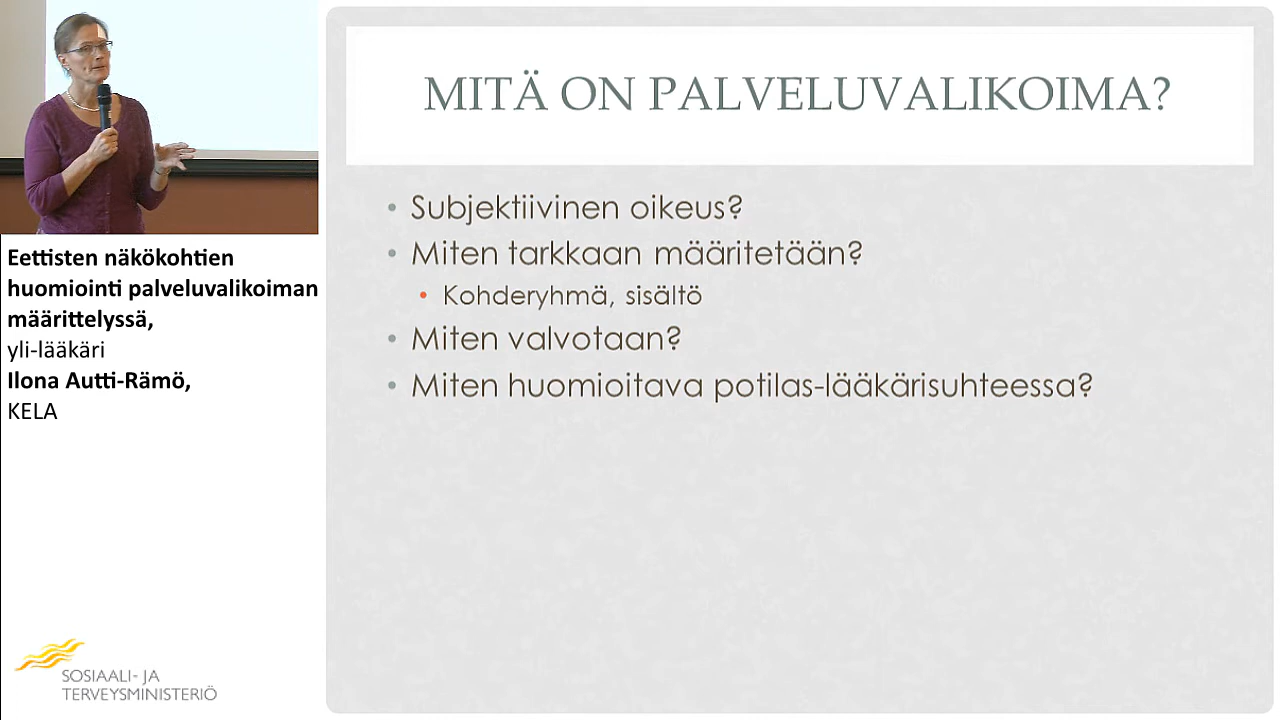 Eettisten näkökohtien
huomiointi palveluvalikoiman
määrittelyssä,
yli-lääkäri
Ilona Autti-Rämö,
KELA
SOSIAALI- JA
TERVEYSMINISTERIÖ
MITÄ ON PALVELUVALIKOIMA?
• Subjektiivinen oikeus?
• Miten tarkkaan määritetään?
• Kohderyhmä, sisältö
• Miten valvotaan?
• Miten huomioitava potilas-lääkärisuhteessa?